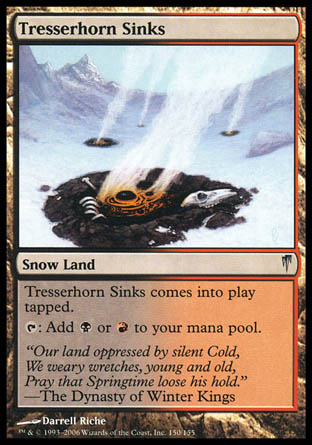 Tresserhorn Sinks
Snow Land
Tresserhorn Sinks comes into play
tapped.
: Add or to your mana pool.
“Our land oppressed by silent Cold,
We weary wretches, young and old,
Pray that Springtime loose his hold.”
—The Dynasty of Winter Kings
Darrell Riche
™ & © 1993–2006 Wizards of the Coast, Inc. 150/155